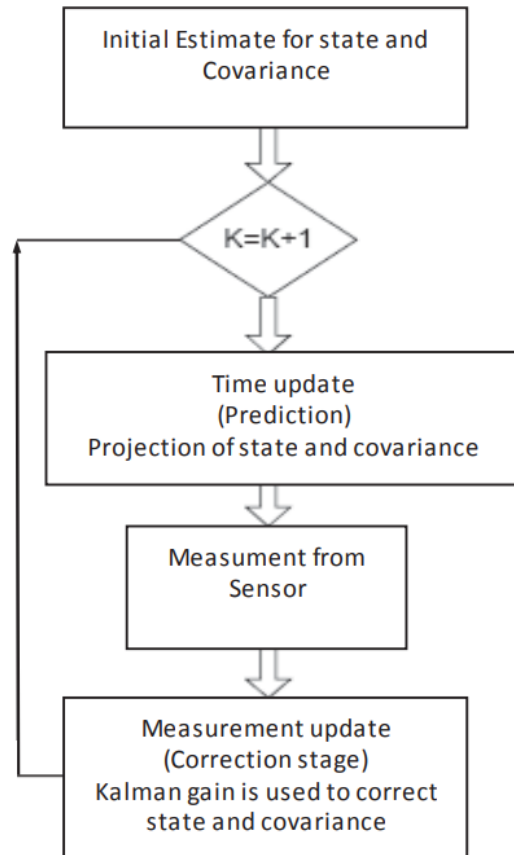 Initial Estimate for state and
Covariance
K=K+1
Time update
(Prediction)
Projection of state and covariance
Measument from
Sensor
Measurement update
(Correction stage)
Kalman gain is used to correct
state and covariance